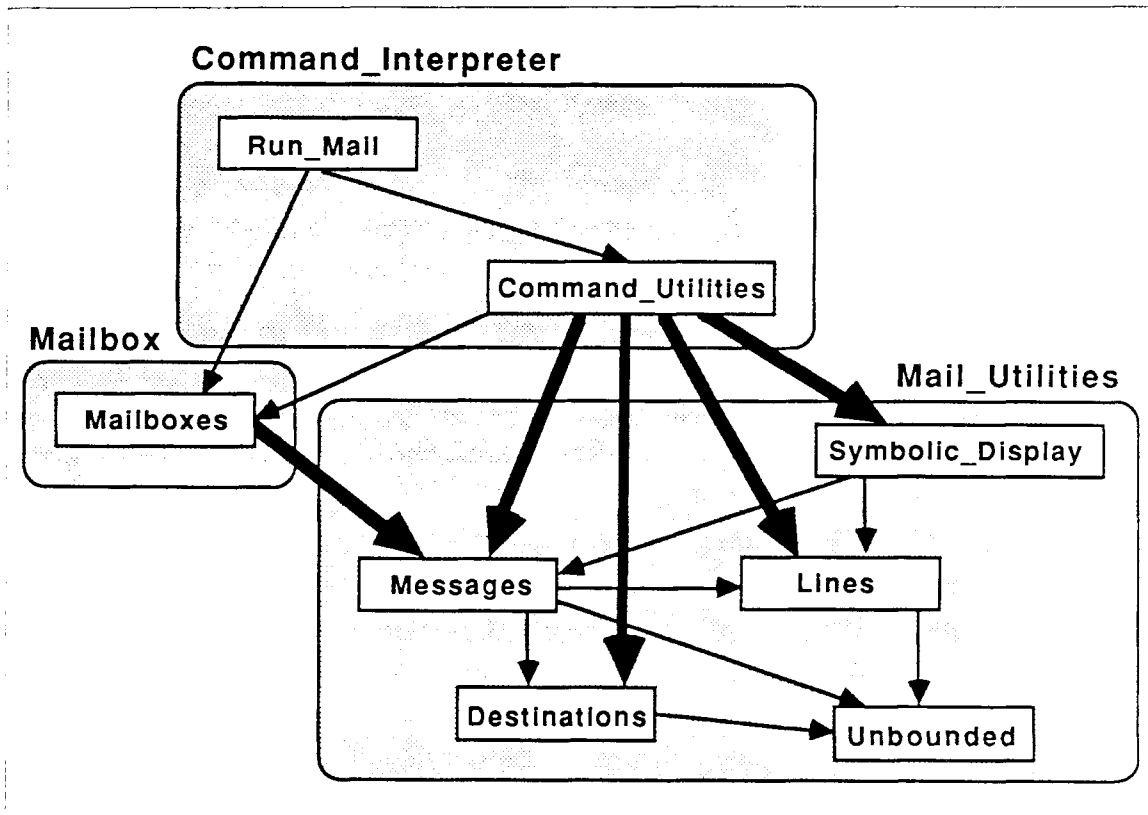 Command_Interpreter
Run_Mail
Command_Utilities
Mailbox
Mailboxes
Mail_Utilities
Symbolic_Display
Messages
Lines
Destinations
Unbounded